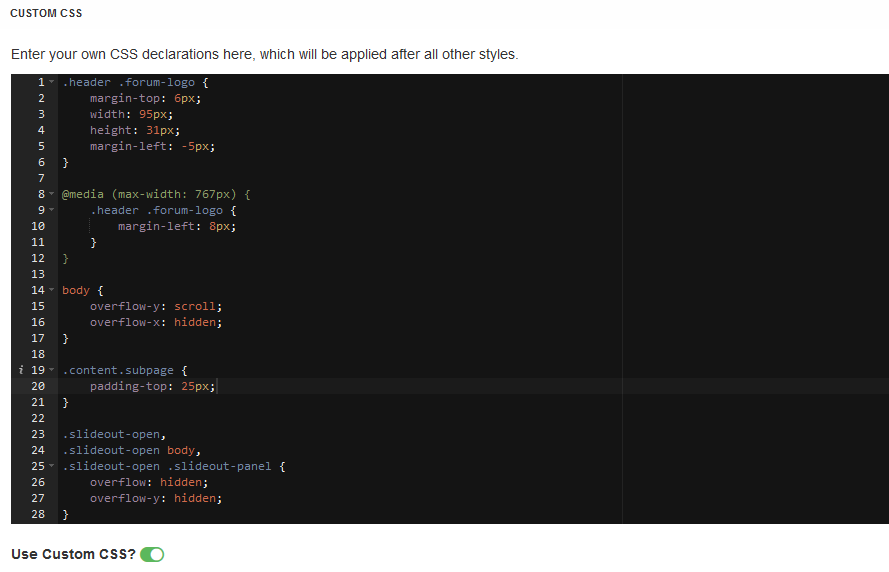 CUSTOM CSS
Enter your own CSS declarations here, which will be applied after all other styles.
1 .header .forum-logo {
2     margin-top: 6px;
3     width: 95px;
4     height: 31px;
5     margin-left: -5px;
6 }
7
8 @media (max-width: 767px) {
9     .header .forum-logo {
10         margin-left: 8px;
11     }
12 }
13
14 body {
15     overflow-y: scroll;
16     overflow-x: hidden;
17 }
18
i 19 .content.subpage {
20     padding-top: 25px;
21 }
22
23 .slideout-open,
24 .slideout-open body,
25 .slideout-open .slideout-panel {
26     overflow: hidden;
27     overflow-y: hidden;
28 }
Use Custom CSS?